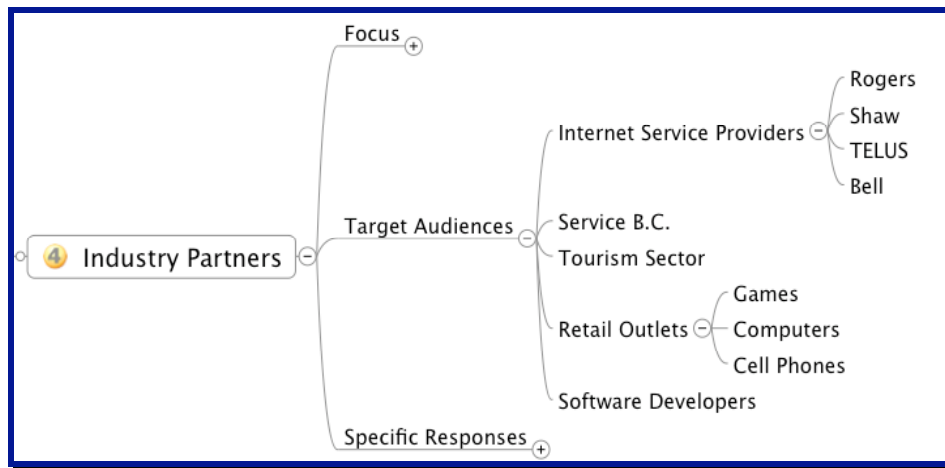 Focus
4 Industry Partners
Target Audiences
Internet Service Providers
Rogers
Shaw
TELUS
Bell
Service B.C.
Tourism Sector
Retail Outlets
Games
Computers
Cell Phones
Software Developers
Specific Responses